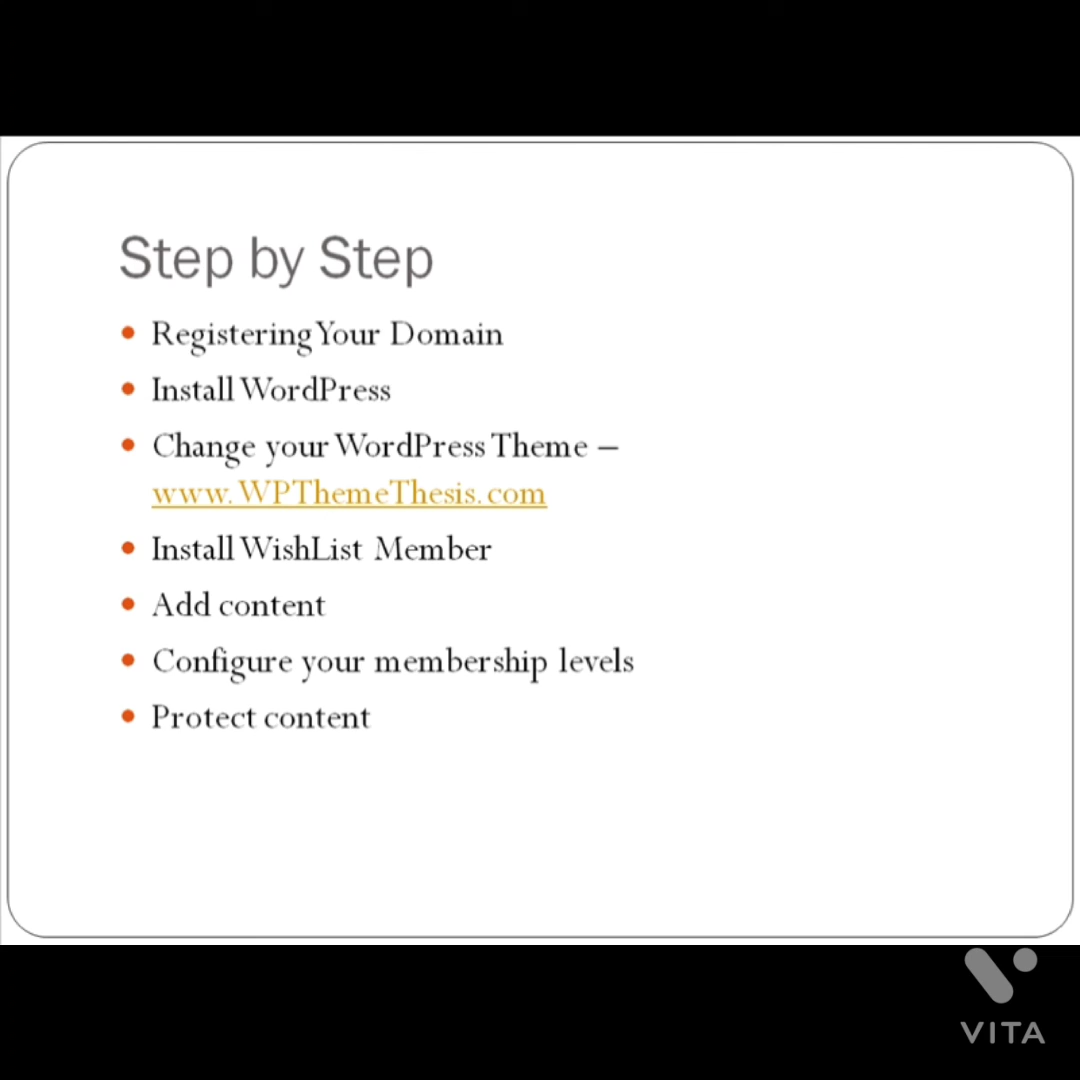 Step by Step
• Registering Your Domain
• Install WordPress
• Change your WordPress Theme –
www.WPThemeThesis.com
• Install WishList Member
• Add content
• Configure your membership levels
• Protect content
VITA